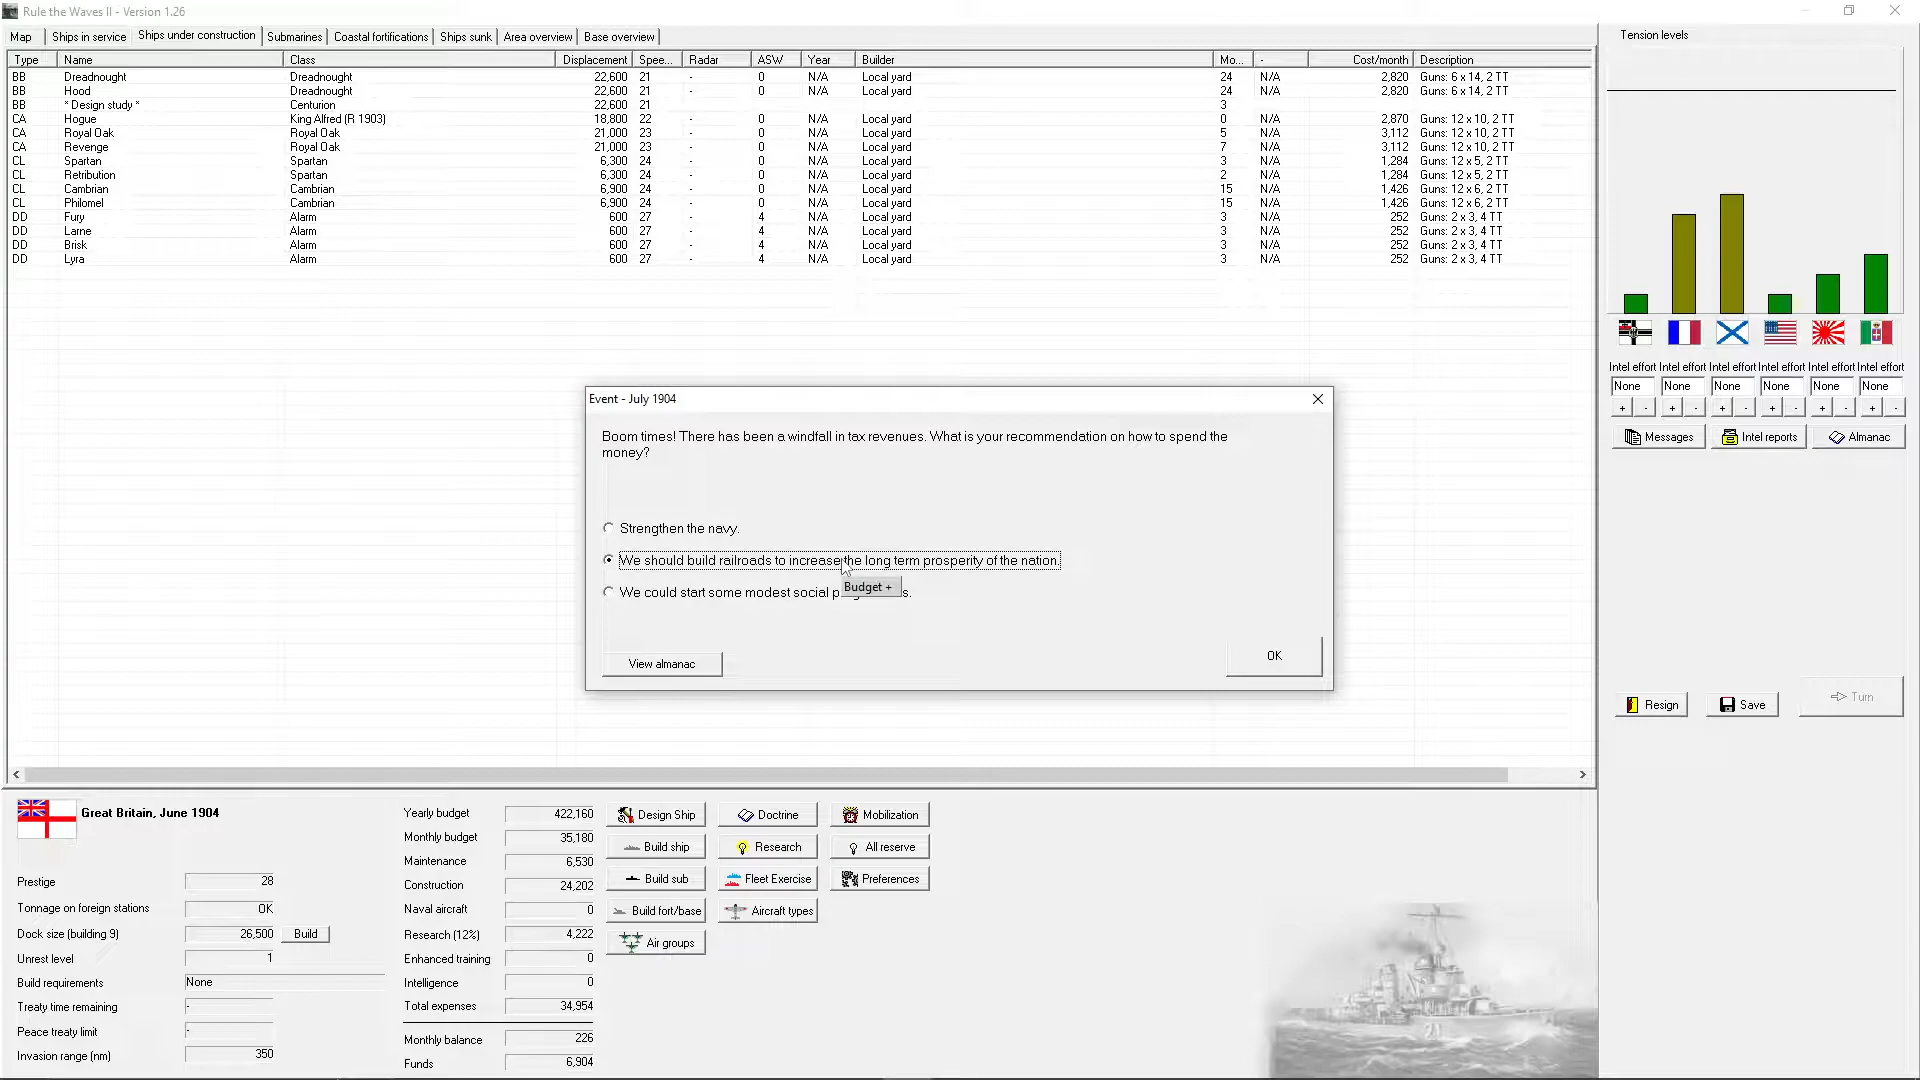 Rule the Waves II - Version 1.26
Map Ships in service Ships under construction Submarines Coastal fortifications Ships sunk Area overview Base overview
Type Name Class Displacement Spee... Radar ASW Year Builder Mo... - Cost/month Description
BB Dreadnought Dreadnought 22,600 21 - 0 N/A Local yard 24 N/A 2,820 Guns: 6 x 14, 2 TT
BB Hood Dreadnought 22,600 21 - 0 N/A Local yard 24 N/A 2,820 Guns: 6 x 14, 2 TT
BB * Design study * Centurion 22,600 21 3
CA Hogue King Alfred (R 1903) 18,800 22 - 0 N/A Local yard 0 N/A 2,870 Guns: 12 x 10, 2 TT
CA Royal Oak Royal Oak 21,000 23 - 0 N/A Local yard 5 N/A 3,112 Guns: 12 x 10, 2 TT
CA Revenge Royal Oak 21,000 23 - 0 N/A Local yard 7 N/A 3,112 Guns: 12 x 10, 2 TT
CL Spartan Spartan 6,300 24 - 0 N/A Local yard 3 N/A 1,284 Guns: 12 x 5, 2 TT
CL Retribution Spartan 6,300 24 - 0 N/A Local yard 2 N/A 1,284 Guns: 12 x 5, 2 TT
CL Cambrian Cambrian 6,900 24 - 0 N/A Local yard 15 N/A 1,426 Guns: 12 x 6, 2 TT
CL Philomel Cambrian 6,900 24 - 0 N/A Local yard 15 N/A 1,426 Guns: 12 x 6, 2 TT
DD Fury Alarm 600 27 - 4 N/A Local yard 3 N/A 252 Guns: 2 x 3, 4 TT
DD Larne Alarm 600 27 - 4 N/A Local yard 3 N/A 252 Guns: 2 x 3, 4 TT
DD Brisk Alarm 600 27 - 4 N/A Local yard 3 N/A 252 Guns: 2 x 3, 4 TT
DD Lyra Alarm 600 27 - 4 N/A Local yard 3 N/A 252 Guns: 2 x 3, 4 TT
Tension levels
Intel effort Intel effort Intel effort Intel effort Intel effort Intel effort
None None None None None None
+ - + - + - + - + - + -
Messages Intel reports Almanac
Resign Save Turn
Event - July 1904
Boom times! There has been a windfall in tax revenues. What is your recommendation on how to spend the
money?
Strengthen the navy.
We should build railroads to increase the long term prosperity of the nation.
Budget +
We could start some modest social p s.
View almanac OK
Great Britain, June 1904
Prestige 28
Tonnage on foreign stations OK
Dock size (building 9) 26,500 Build
Unrest level 1
Build requirements None
Treaty time remaining -
Peace treaty limit -
Invasion range (nm) 350
Yearly budget 422,160
Monthly budget 35,180
Maintenance 6,530
Construction 24,202
Naval aircraft 0
Research (12%) 4,222
Enhanced training 0
Intelligence 0
Total expenses 34,954
Monthly balance 226
Funds 6,904
Design Ship Doctrine Mobilization
Build ship Research All reserve
Build sub Fleet Exercise Preferences
Build fort/base Aircraft types
Air groups